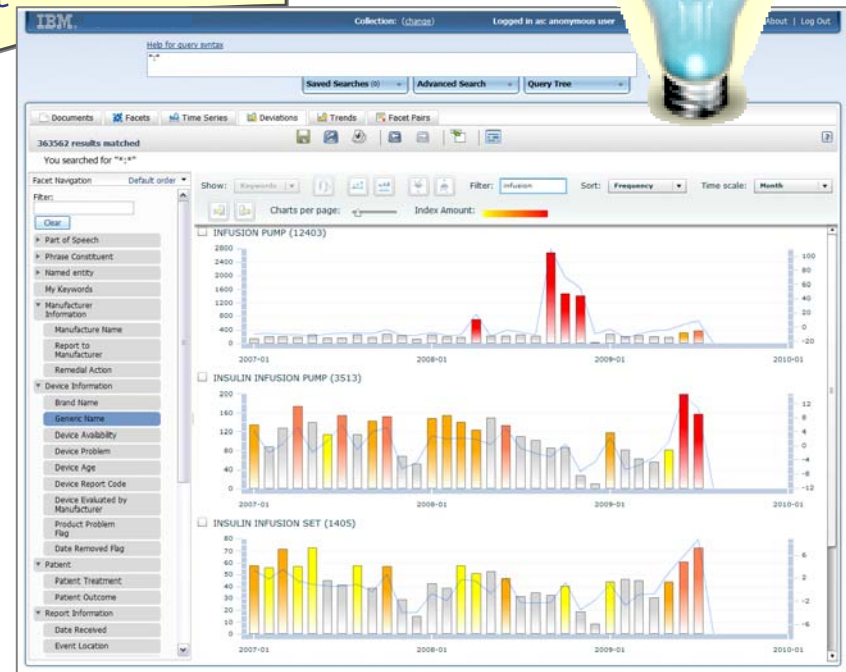 IBM.
Collection: (change)
Logged in as: anonymous user
About | Log Out
Help for query syntax
*:*
Saved Searches (0)
Advanced Search
Query Tree
Documents
Facets
Time Series
Deviations
Trends
Facet Pairs
363562 results matched
You searched for "*:*"
Facet Navigation
Default order
Show:
Keywords
Filter:
infusion
Sort:
Frequency
Time scale:
Month
Charts per page:
Index Amount:
Filter:
Clear
Part of Speech
Phrase Constituent
Named entity
My Keywords
Manufacturer
Information
Manufacture Name
Report to
Manufacturer
Remedial Action
Device Information
Brand Name
Generic Name
Device Availability
Device Problem
Device Age
Device Report Code
Device Evaluated by
Manufacturer
Product Problem
Flag
Date Removed Flag
Patient
Patient Treatment
Patient Outcome
Report Information
Date Received
Event Location
INFUSION PUMP (12403)
2800
2400
2000
1600
1200
800
400
0
100
80
60
40
20
0
-20
2007-01
2008-01
2009-01
2010-01
INSULIN INFUSION PUMP (3513)
200
160
120
80
40
0
12
8
4
0
-4
-8
-12
2007-01
2008-01
2009-01
2010-01
INSULIN INFUSION SET (1405)
80
70
60
50
40
30
20
10
0
6
2
-2
-6
2007-01
2008-01
2009-01
2010-01